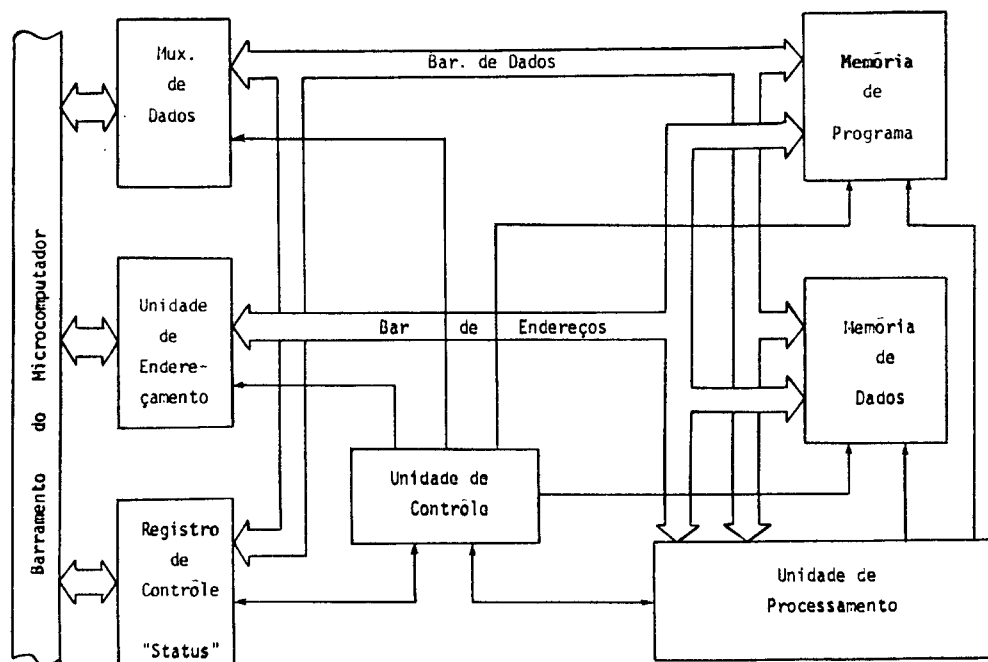 Barramento do Microcomputador
Mux.
de
Dados
Bar. de Dados
Memória
de
Programa
Unidade
de
Endere-
çamento
Bar de Endereços
Memória
de
Dados
Unidade de
Contrôle
Registro
de
Contrôle
"Status"
Unidade de
Processamento